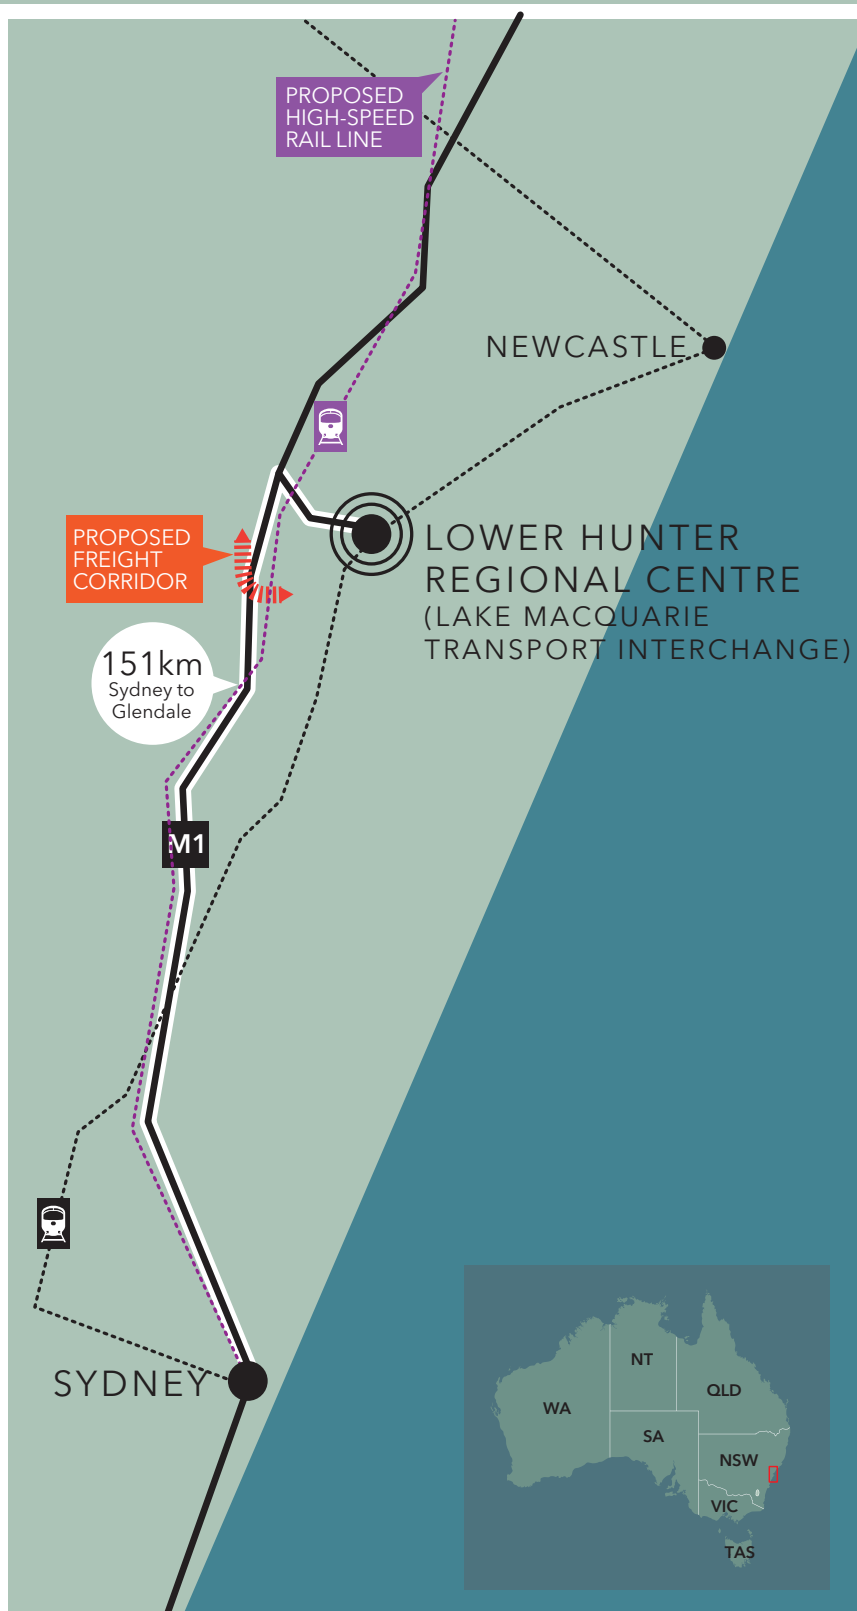 PROPOSED
HIGH-SPEED
RAIL LINE
NEWCASTLE
PROPOSED
FREIGHT
CORRIDOR
LOWER HUNTER
REGIONAL CENTRE
(LAKE MACQUARIE
TRANSPORT INTERCHANGE)
151km
Sydney to
Glendale
M1
SYDNEY
NT
QLD
WA
SA
NSW
VIC
TAS